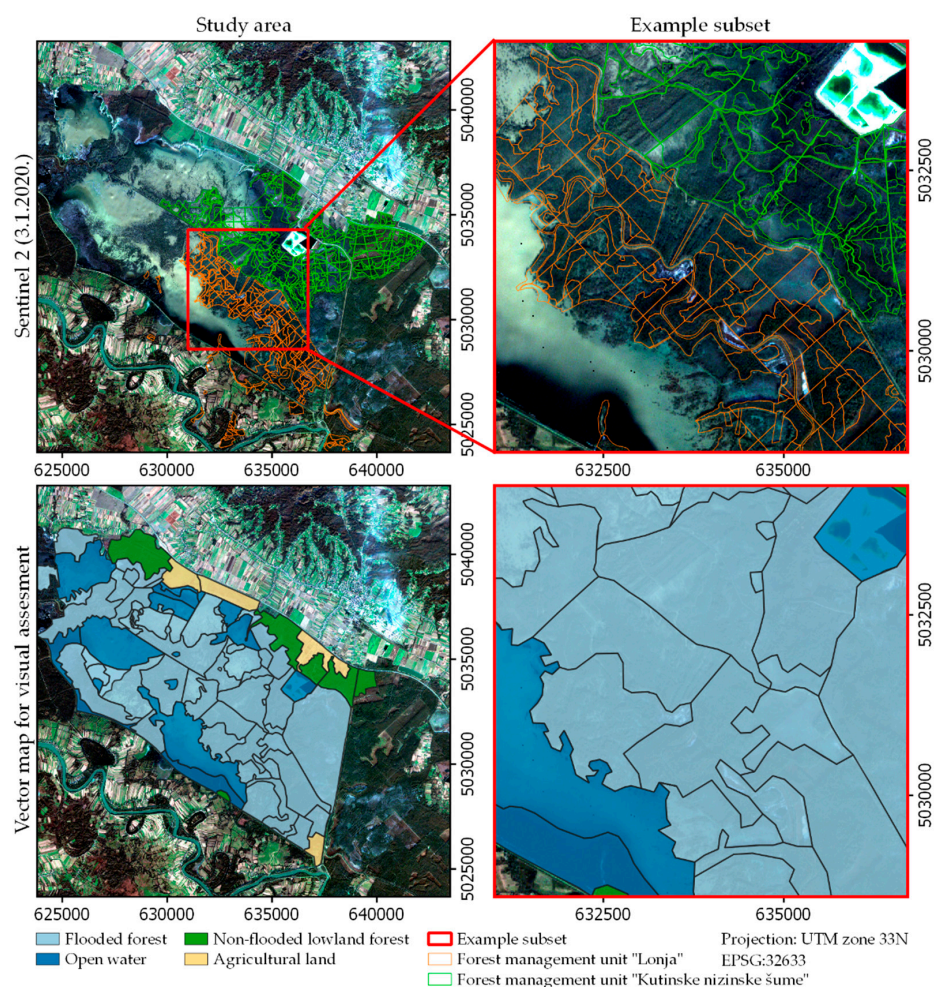 Study area
Example subset
Sentinel 2 (3.1.2020.)
5040000
5035000
5030000
5025000
5032500
5030000
625000 630000 635000 640000
632500 635000
Vector map for visual assesment
5040000
5035000
5030000
5025000
5032500
5030000
625000 630000 635000 640000
632500 635000
Flooded forest
Open water
Non-flooded lowland forest
Agricultural land
Example subset
Forest management unit "Lonja"
Forest management unit "Kutinske nizinske šume"
Projection: UTM zone 33N
EPSG:32633